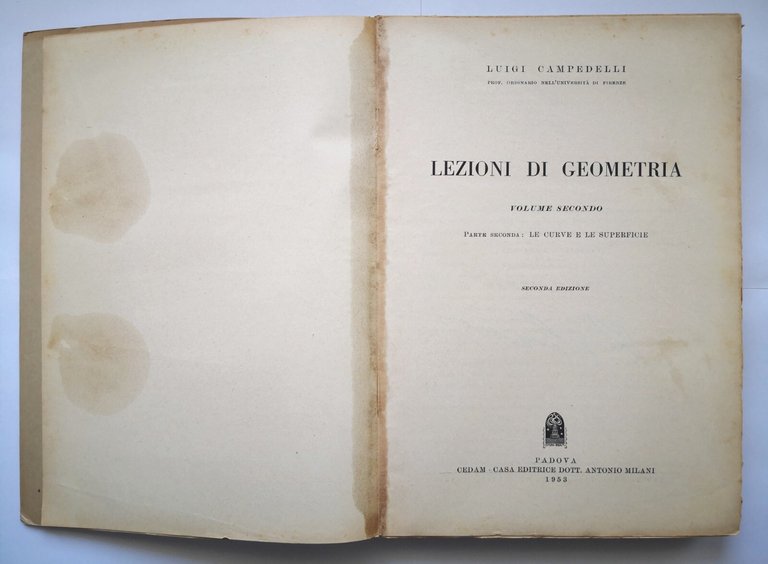 LUIGI CAMPEDELLI
PROF. ORDINARIO NELL'UNIVERSITÀ DI FIRENZE
LEZIONI DI GEOMETRIA
VOLUME SECONDO
PARTE SECONDA: LE CURVE E LE SUPERFICIE
SECONDA EDIZIONE
PADOVA
CEDAM - CASA EDITRICE DOTT. ANTONIO MILANI
1953